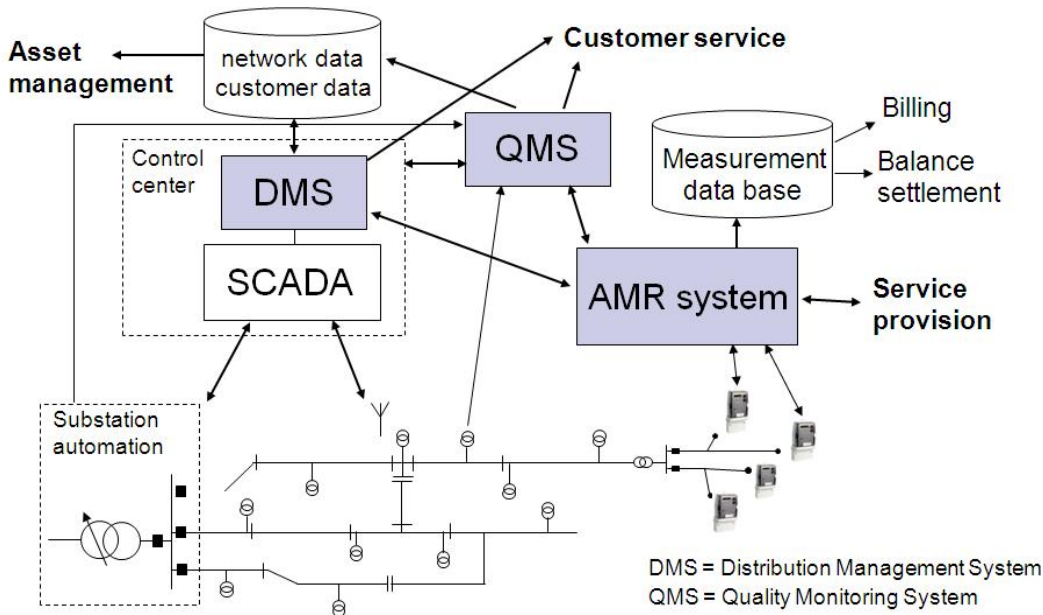 Asset
management
network data
customer data
Customer service
Control
center
DMS
SCADA
QMS
Measurement
data base
Billing
Balance
settlement
AMR system
Service
provision
Substation
automation
DMS = Distribution Management System
QMS = Quality Monitoring System